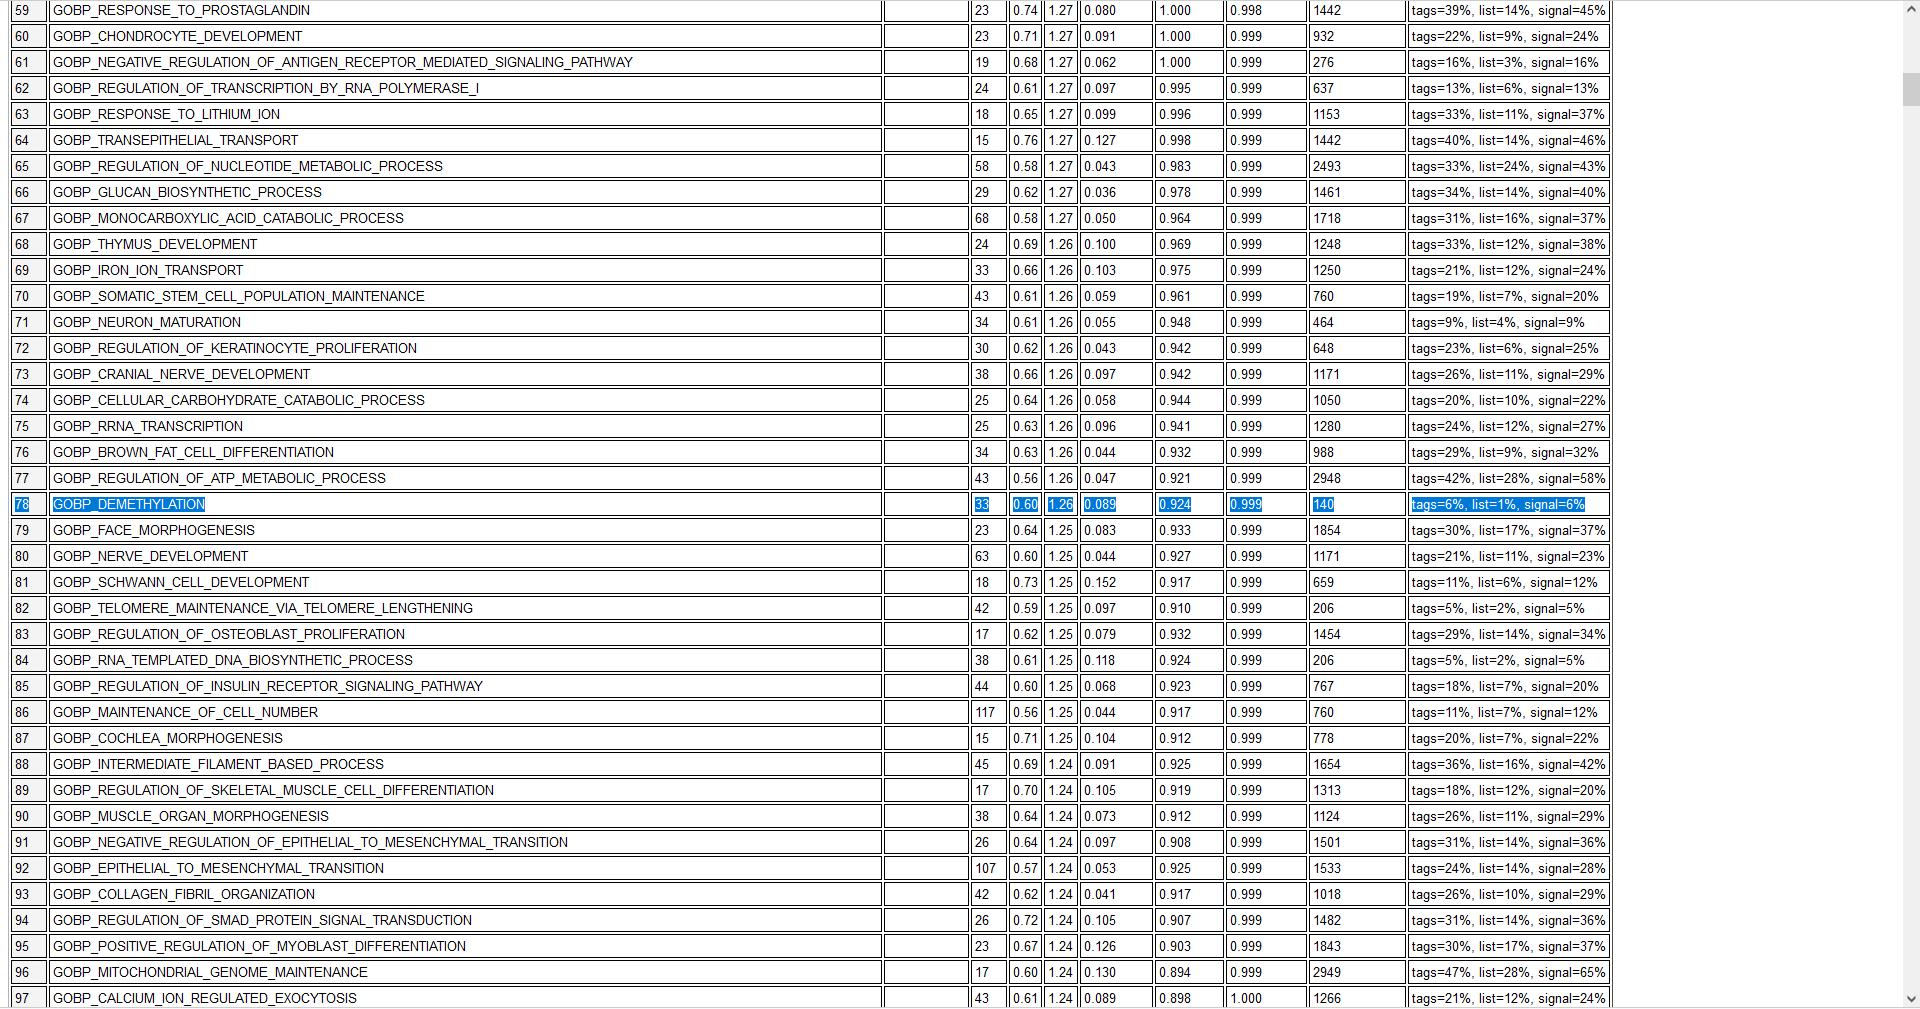 59 GOBP_RESPONSE_TO_PROSTAGLANDIN 23 0.74 1.27 0.080 1.000 0.998 1442 tags=39%, list=14%, signal=45%
60 GOBP_CHONDROCYTE_DEVELOPMENT 23 0.71 1.27 0.091 1.000 0.999 932 tags=22%, list=9%, signal=24%
61 GOBP_NEGATIVE_REGULATION_OF_ANTIGEN_RECEPTOR_MEDIATED_SIGNALING_PATHWAY 19 0.68 1.27 0.062 1.000 0.999 276 tags=16%, list=3%, signal=16%
62 GOBP_REGULATION_OF_TRANSCRIPTION_BY_RNA_POLYMERASE_I 24 0.61 1.27 0.097 0.995 0.999 637 tags=13%, list=6%, signal=13%
63 GOBP_RESPONSE_TO_LITHIUM_ION 18 0.65 1.27 0.099 0.996 0.999 1153 tags=33%, list=11%, signal=37%
64 GOBP_TRANSEPITHELIAL_TRANSPORT 15 0.76 1.27 0.127 0.998 0.999 1442 tags=40%, list=14%, signal=46%
65 GOBP_REGULATION_OF_NUCLEOTIDE_METABOLIC_PROCESS 58 0.58 1.27 0.043 0.983 0.999 2493 tags=33%, list=24%, signal=43%
66 GOBP_GLUCAN_BIOSYNTHETIC_PROCESS 29 0.62 1.27 0.036 0.978 0.999 1461 tags=34%, list=14%, signal=40%
67 GOBP_MONOCARBOXYLIC_ACID_CATABOLIC_PROCESS 68 0.58 1.27 0.050 0.964 0.999 1718 tags=31%, list=16%, signal=37%
68 GOBP_THYMUS_DEVELOPMENT 24 0.69 1.26 0.100 0.969 0.999 1248 tags=33%, list=12%, signal=38%
69 GOBP_IRON_ION_TRANSPORT 33 0.66 1.26 0.103 0.975 0.999 1250 tags=21%, list=12%, signal=24%
70 GOBP_SOMATIC_STEM_CELL_POPULATION_MAINTENANCE 43 0.61 1.26 0.059 0.961 0.999 760 tags=19%, list=7%, signal=20%
71 GOBP_NEURON_MATURATION 34 0.61 1.26 0.055 0.948 0.999 464 tags=9%, list=4%, signal=9%
72 GOBP_REGULATION_OF_KERATINOCYTE_PROLIFERATION 30 0.62 1.26 0.043 0.942 0.999 648 tags=23%, list=6%, signal=25%
73 GOBP_CRANIAL_NERVE_DEVELOPMENT 38 0.66 1.26 0.097 0.942 0.999 1171 tags=26%, list=11%, signal=29%
74 GOBP_CELLULAR_CARBOHYDRATE_CATABOLIC_PROCESS 25 0.64 1.26 0.058 0.944 0.999 1050 tags=20%, list=10%, signal=22%
75 GOBP_RRNA_TRANSCRIPTION 25 0.63 1.26 0.096 0.941 0.999 1280 tags=24%, list=12%, signal=27%
76 GOBP_BROWN_FAT_CELL_DIFFERENTIATION 34 0.63 1.26 0.044 0.932 0.999 988 tags=29%, list=9%, signal=32%
77 GOBP_REGULATION_OF_ATP_METABOLIC_PROCESS 43 0.56 1.26 0.047 0.921 0.999 2948 tags=42%, list=28%, signal=58%
78 GOBP_DEMETHYLATION 33 0.60 1.26 0.089 0.924 0.999 140 tags=6%, list=1%, signal=6%
79 GOBP_FACE_MORPHOGENESIS 23 0.64 1.25 0.083 0.933 0.999 1854 tags=30%, list=17%, signal=37%
80 GOBP_NERVE_DEVELOPMENT 63 0.60 1.25 0.044 0.927 0.999 1171 tags=21%, list=11%, signal=23%
81 GOBP_SCHWANN_CELL_DEVELOPMENT 18 0.73 1.25 0.152 0.917 0.999 659 tags=11%, list=6%, signal=12%
82 GOBP_TELOMERE_MAINTENANCE_VIA_TELOMERE_LENGTHENING 42 0.59 1.25 0.097 0.910 0.999 206 tags=5%, list=2%, signal=5%
83 GOBP_REGULATION_OF_OSTEOBLAST_PROLIFERATION 17 0.62 1.25 0.079 0.932 0.999 1454 tags=29%, list=14%, signal=34%
84 GOBP_RNA_TEMPLATED_DNA_BIOSYNTHETIC_PROCESS 38 0.61 1.25 0.118 0.924 0.999 206 tags=5%, list=2%, signal=5%
85 GOBP_REGULATION_OF_INSULIN_RECEPTOR_SIGNALING_PATHWAY 44 0.60 1.25 0.068 0.923 0.999 767 tags=18%, list=7%, signal=20%
86 GOBP_MAINTENANCE_OF_CELL_NUMBER 117 0.56 1.25 0.044 0.917 0.999 760 tags=11%, list=7%, signal=12%
87 GOBP_COCHLEA_MORPHOGENESIS 15 0.71 1.25 0.104 0.912 0.999 778 tags=20%, list=7%, signal=22%
88 GOBP_INTERMEDIATE_FILAMENT_BASED_PROCESS 45 0.69 1.24 0.091 0.925 0.999 1654 tags=36%, list=16%, signal=42%
89 GOBP_REGULATION_OF_SKELETAL_MUSCLE_CELL_DIFFERENTIATION 17 0.70 1.24 0.105 0.919 0.999 1313 tags=18%, list=12%, signal=20%
90 GOBP_MUSCLE_ORGAN_MORPHOGENESIS 38 0.64 1.24 0.073 0.912 0.999 1124 tags=26%, list=11%, signal=29%
91 GOBP_NEGATIVE_REGULATION_OF_EPITHELIAL_TO_MESENCHYMAL_TRANSITION 26 0.64 1.24 0.097 0.908 0.999 1501 tags=31%, list=14%, signal=36%
92 GOBP_EPITHELIAL_TO_MESENCHYMAL_TRANSITION 107 0.57 1.24 0.053 0.925 0.999 1533 tags=24%, list=14%, signal=28%
93 GOBP_COLLAGEN_FIBRIL_ORGANIZATION 42 0.62 1.24 0.041 0.917 0.999 1018 tags=26%, list=10%, signal=29%
94 GOBP_REGULATION_OF_SMAD_PROTEIN_SIGNAL_TRANSDUCTION 26 0.72 1.24 0.105 0.907 0.999 1482 tags=31%, list=14%, signal=36%
95 GOBP_POSITIVE_REGULATION_OF_MYOBLAST_DIFFERENTIATION 23 0.67 1.24 0.126 0.903 0.999 1843 tags=30%, list=17%, signal=37%
96 GOBP_MITOCHONDRIAL_GENOME_MAINTENANCE 17 0.60 1.24 0.130 0.894 0.999 2949 tags=47%, list=28%, signal=65%
97 GOBP_CALCIUM_ION_REGULATED_EXOCYTOSIS 43 0.61 1.24 0.089 0.898 1.000 1266 tags=21%, list=12%, signal=24%